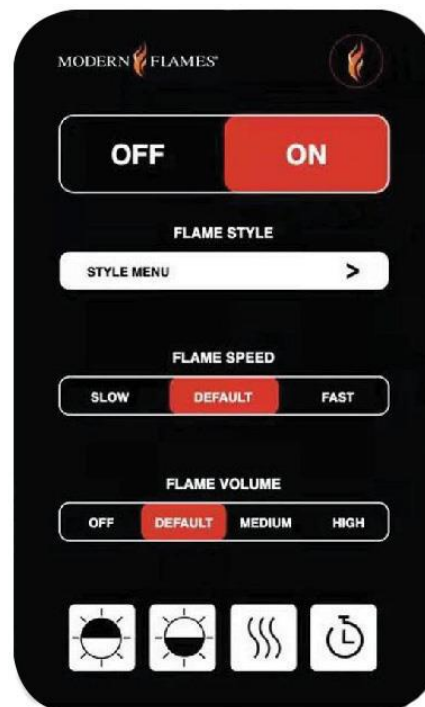 MODERN FLAMES®
OFF ON
FLAME STYLE
STYLE MENU >
FLAME SPEED
SLOW DEFAULT FAST
FLAME VOLUME
OFF DEFAULT MEDIUM HIGH